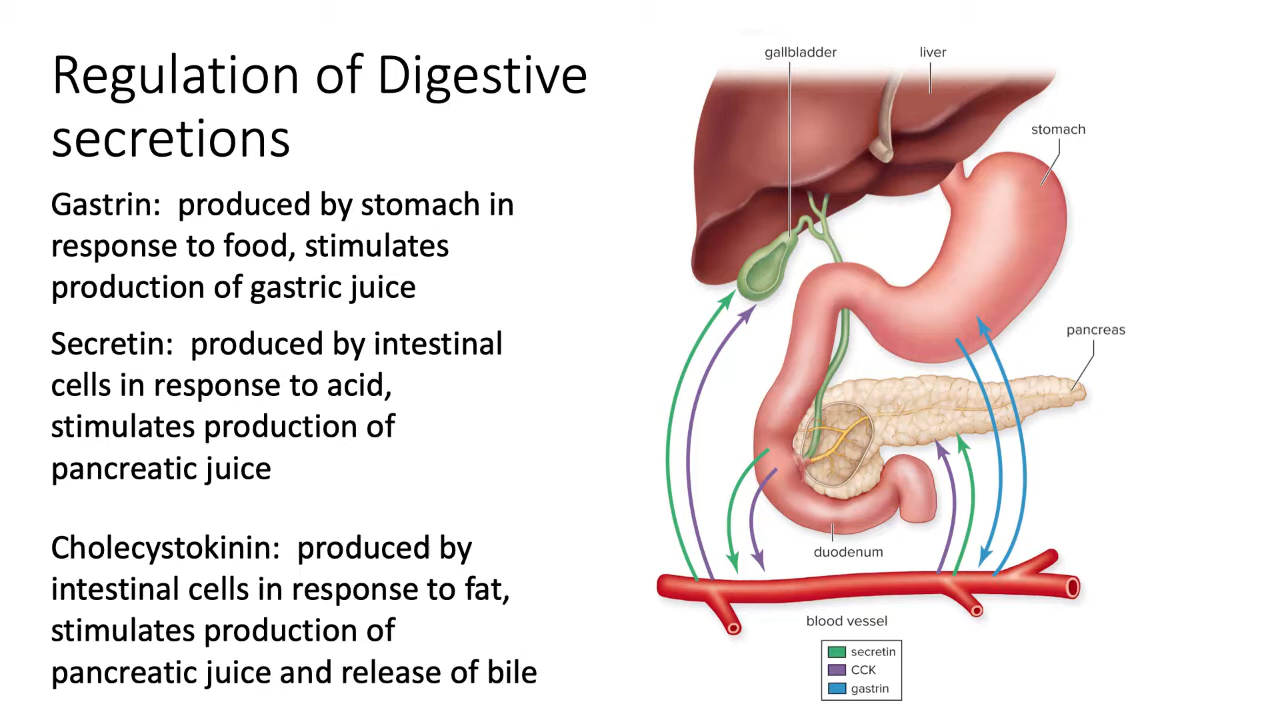 Regulation of Digestive
secretions
Gastrin:  produced by stomach in
response to food, stimulates
production of gastric juice
Secretin:  produced by intestinal
cells in response to acid,
stimulates production of
pancreatic juice
Cholecystokinin:  produced by
intestinal cells in response to fat,
stimulates production of
pancreatic juice and release of bile
gallbladder
liver
stomach
pancreas
duodenum
blood vessel
secretin
CCK
gastrin